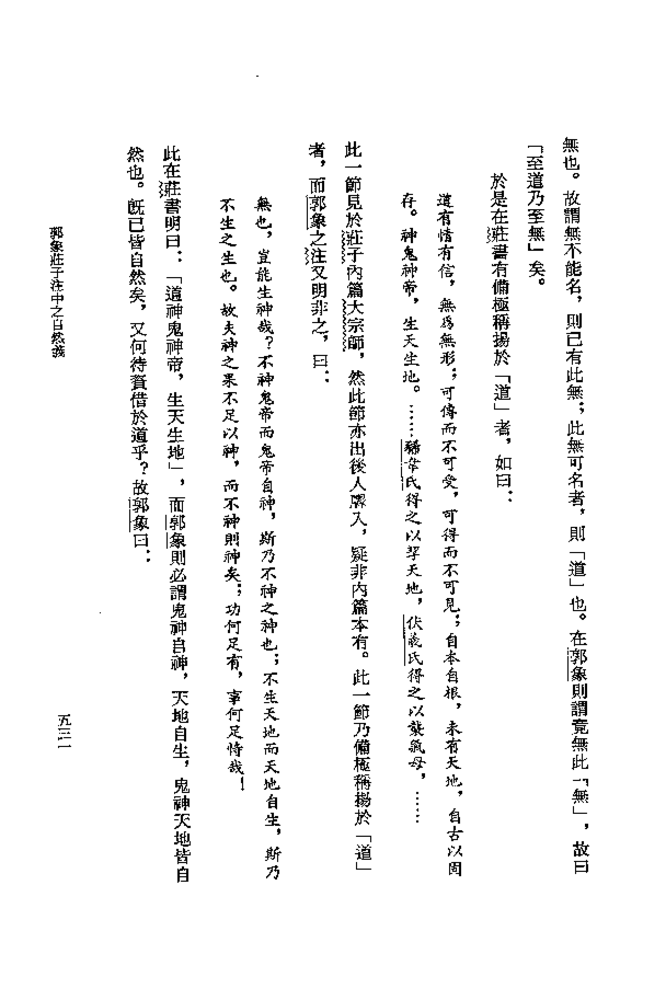 無也。故謂無不能名，則已有此無；此無可名者，則「道」也。在郭象則謂竟無此「無」，故曰
「至道乃至無」矣。
於是在莊書有備極稱揚於「道」者，如曰：
道有情有信，無爲無形；可傳而不可受，可得而不可見；自本自根，未有天地，自古以固
存。神鬼神帝，生天生地。……豨韋氏得之以挈天地，伏羲氏得之以襲氣母，……
此一節見於莊子內篇大宗師，然此節亦出後人羼入，疑非內篇本有。此一節乃備極稱揚於「道」
者，而郭象之注又明非之，曰：
無也，豈能生神哉？不神鬼帝而鬼帝自神，斯乃不神之神也；不生天地而天地自生，斯乃
不生之生也。故夫神之果不足以神，而不神則神矣；功何足有，事何足恃哉！
此在莊書明曰：「道神鬼神帝，生天生地」，而郭象則必謂鬼神自神，天地自生，鬼神天地皆自
然也。旣已皆自然矣，又何待資借於道乎？故郭象曰：
郭象莊子注中之自然義
五三一